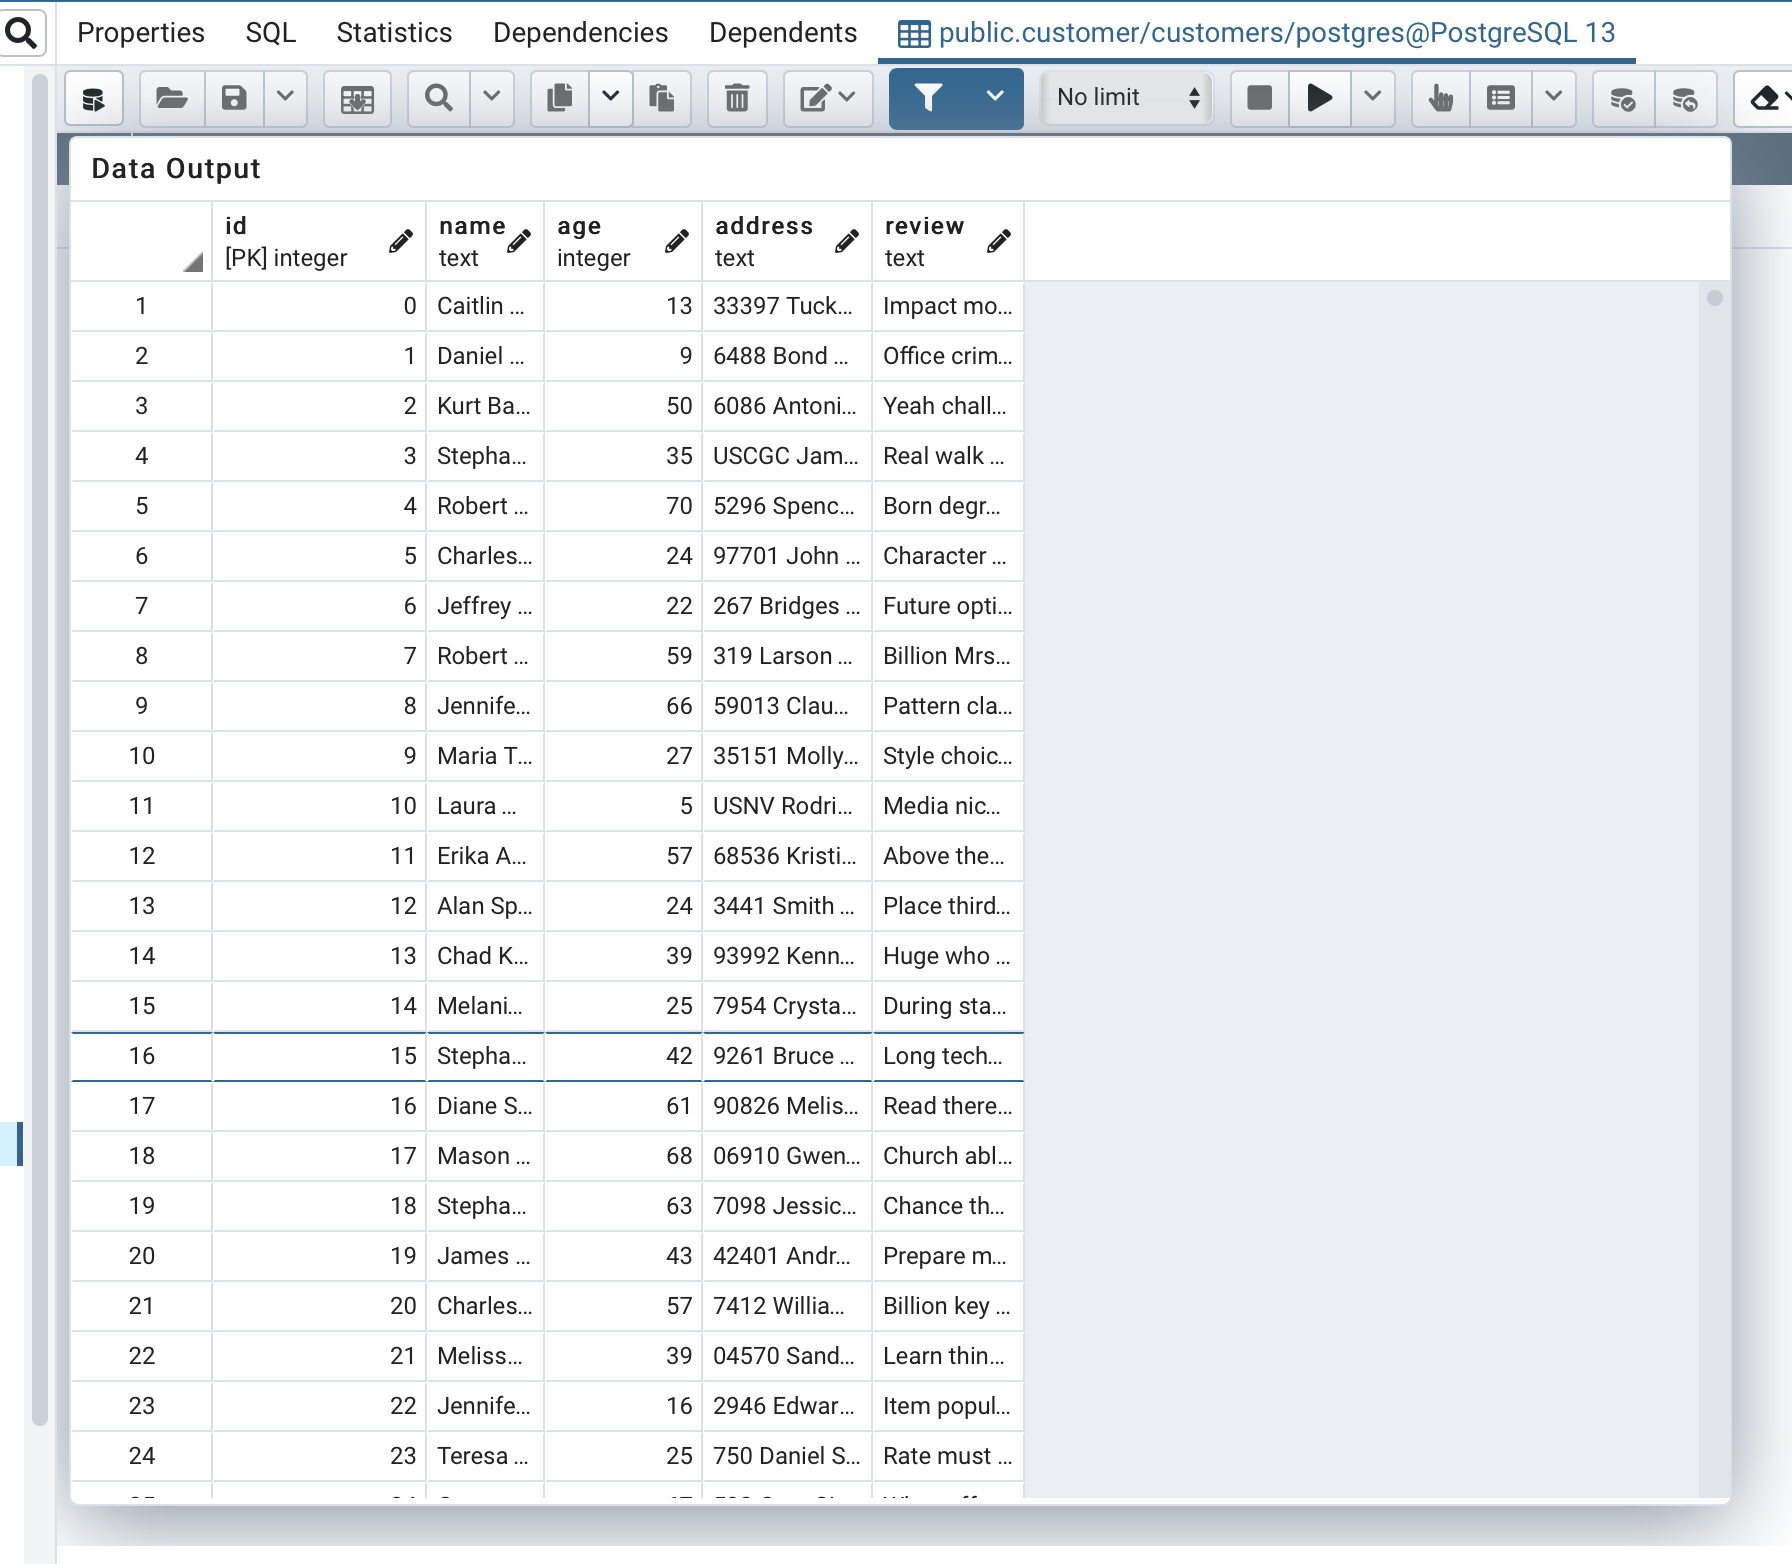 Properties SQL Statistics Dependencies Dependents public.customer/customers/postgres@PostgreSQL 13
No limit
Data Output
id name age address review
[PK] integer text integer text text
1 0 Caitlin ... 13 33397 Tuck... Impact mo...
2 1 Daniel ... 9 6488 Bond ... Office crim...
3 2 Kurt Ba... 50 6086 Antoni... Yeah chall...
4 3 Stepha... 35 USCGC Jam... Real walk ...
5 4 Robert ... 70 5296 Spenc... Born degr...
6 5 Charles... 24 97701 John ... Character ...
7 6 Jeffrey ... 22 267 Bridges ... Future opti...
8 7 Robert ... 59 319 Larson ... Billion Mrs...
9 8 Jennife... 66 59013 Clau... Pattern cla...
10 9 Maria T... 27 35151 Molly... Style choic...
11 10 Laura ... 5 USNV Rodri... Media nic...
12 11 Erika A... 57 68536 Kristi... Above the...
13 12 Alan Sp... 24 3441 Smith ... Place third...
14 13 Chad K... 39 93992 Kenn... Huge who ...
15 14 Melani... 25 7954 Crysta... During sta...
16 15 Stepha... 42 9261 Bruce ... Long tech...
17 16 Diane S... 61 90826 Melis... Read there...
18 17 Mason ... 68 06910 Gwen... Church abl...
19 18 Stepha... 63 7098 Jessic... Chance th...
20 19 James ... 43 42401 Andr... Prepare m...
21 20 Charles... 57 7412 Willia... Billion key ...
22 21 Meliss... 39 04570 Sand... Learn thin...
23 22 Jennife... 16 2946 Edwar... Item popul...
24 23 Teresa ... 25 750 Daniel S... Rate must ...